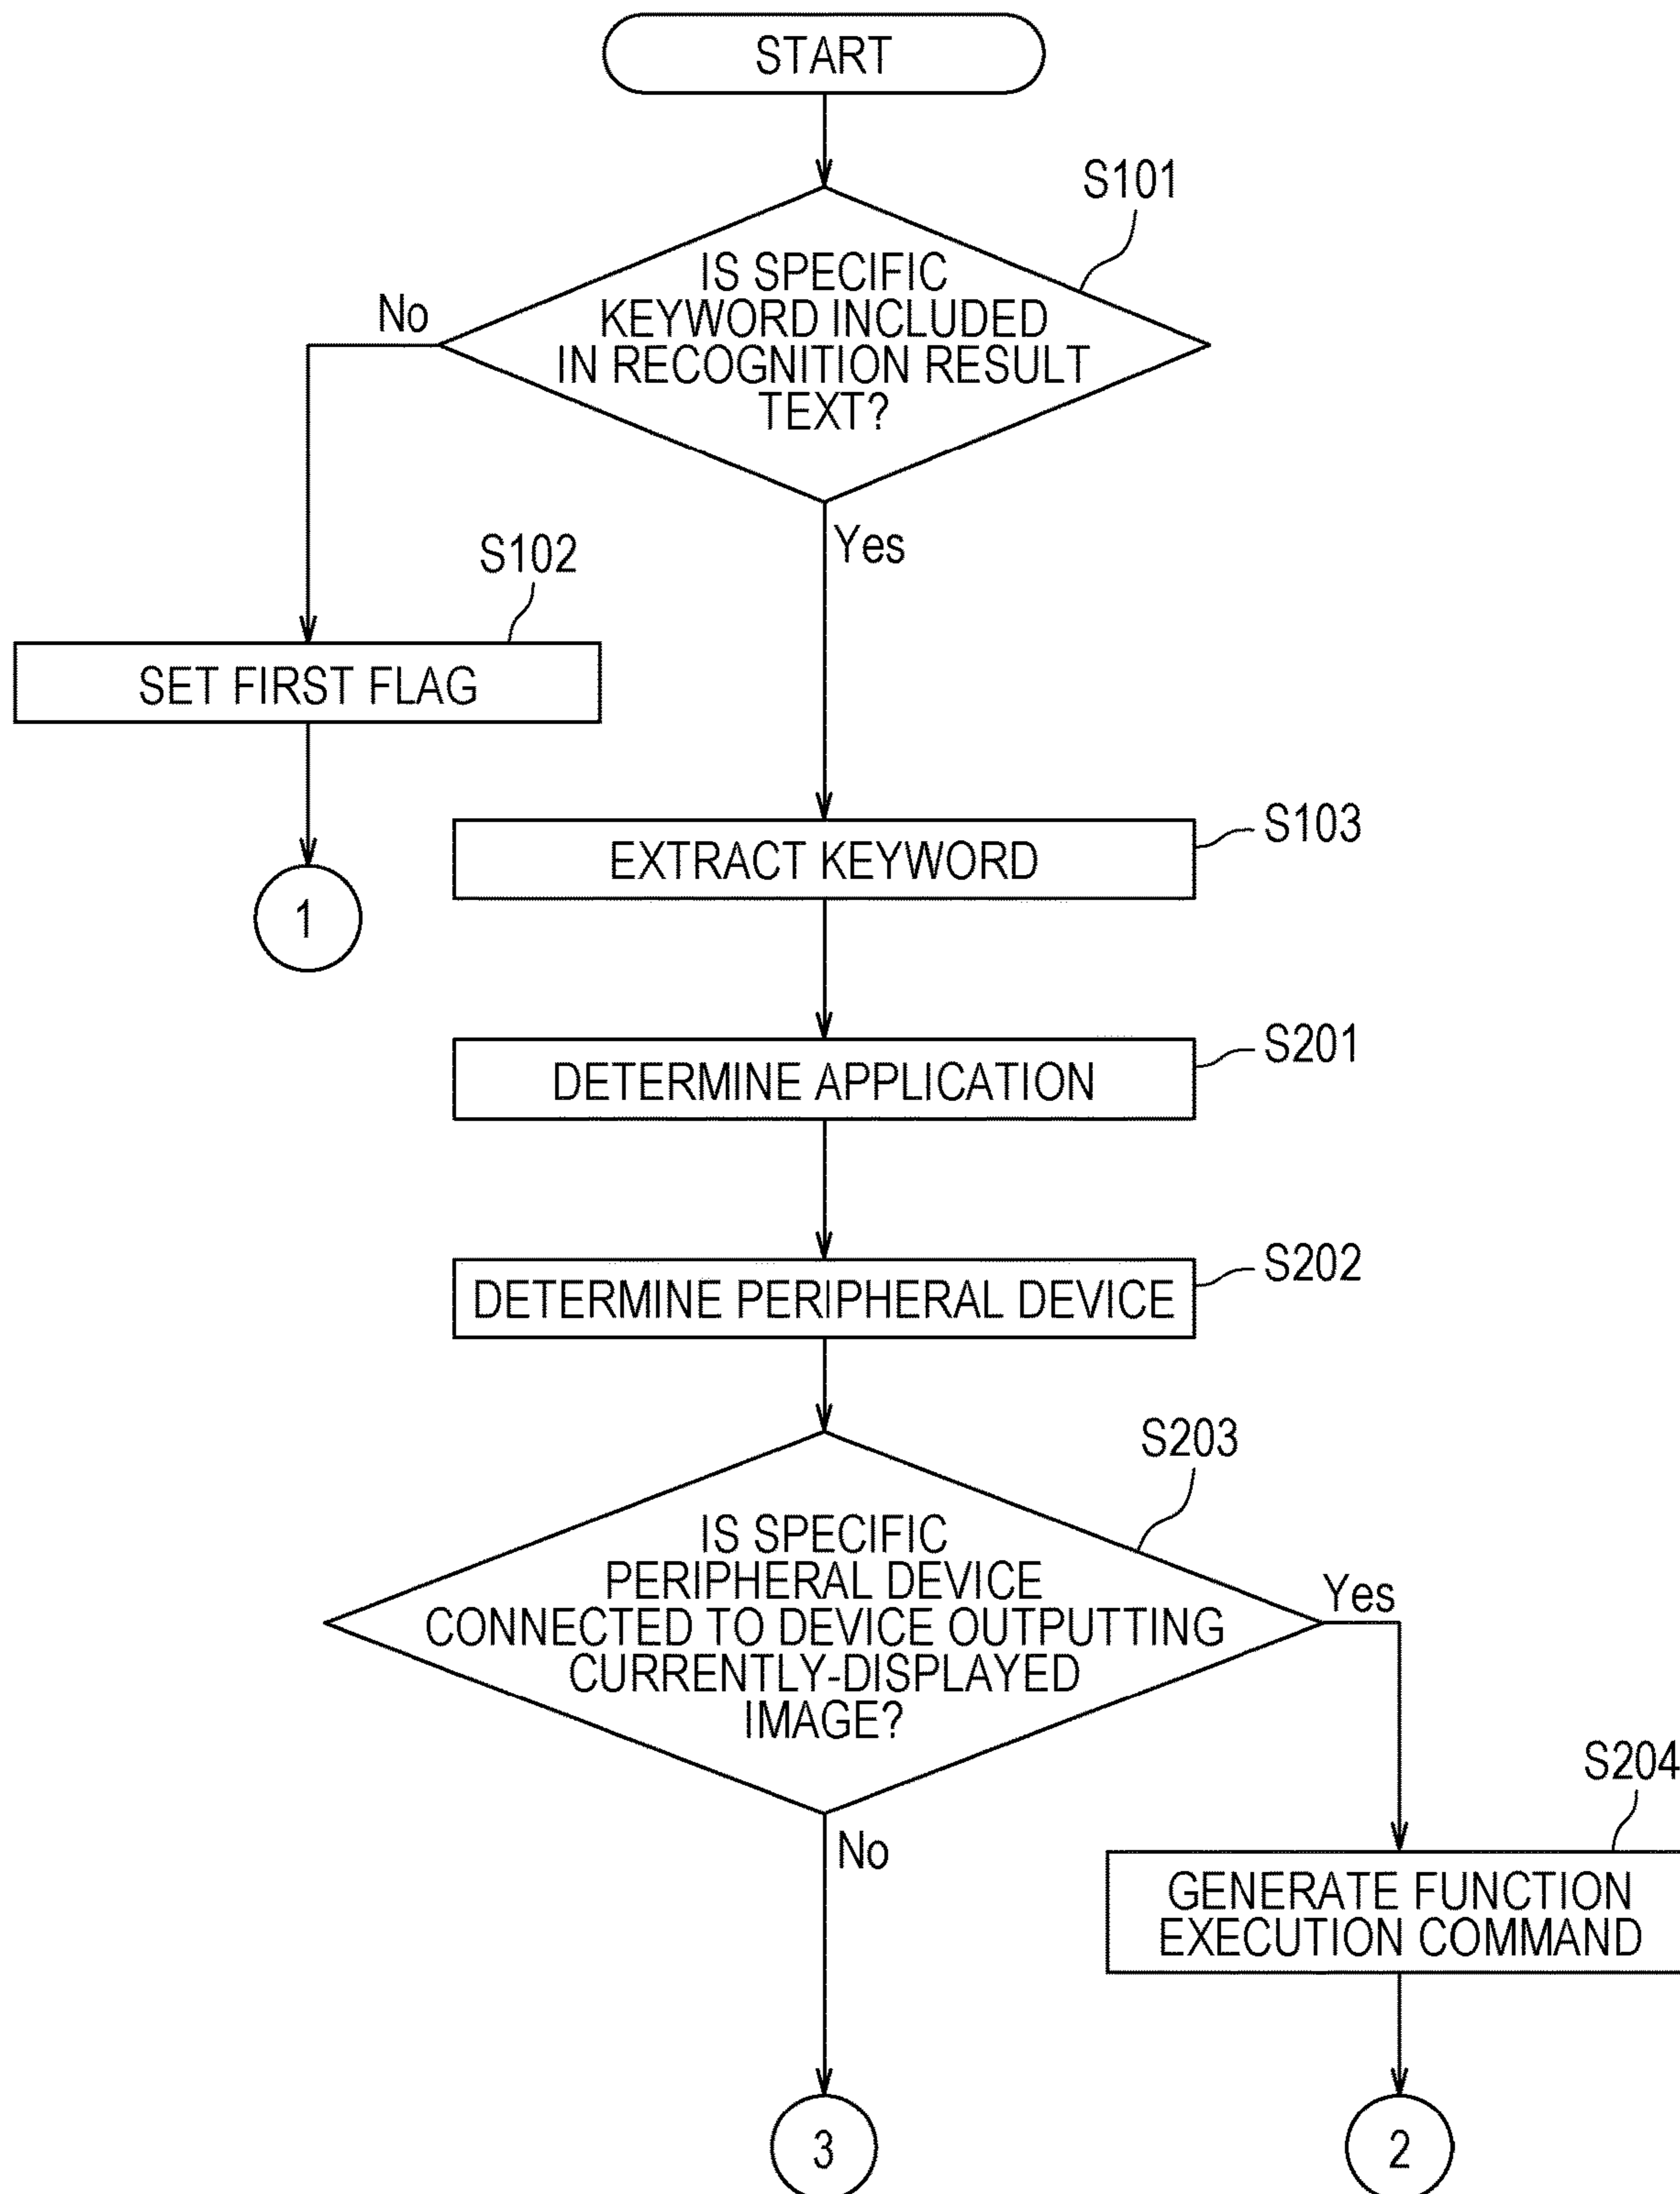 START
S101
IS SPECIFIC
KEYWORD INCLUDED
IN RECOGNITION RESULT
TEXT?
No
Yes
S102
SET FIRST FLAG
1
S103
EXTRACT KEYWORD
S201
DETERMINE APPLICATION
S202
DETERMINE PERIPHERAL DEVICE
S203
IS SPECIFIC
PERIPHERAL DEVICE
CONNECTED TO DEVICE OUTPUTTING
CURRENTLY-DISPLAYED
IMAGE?
Yes
No
S204
GENERATE FUNCTION
EXECUTION COMMAND
3
2